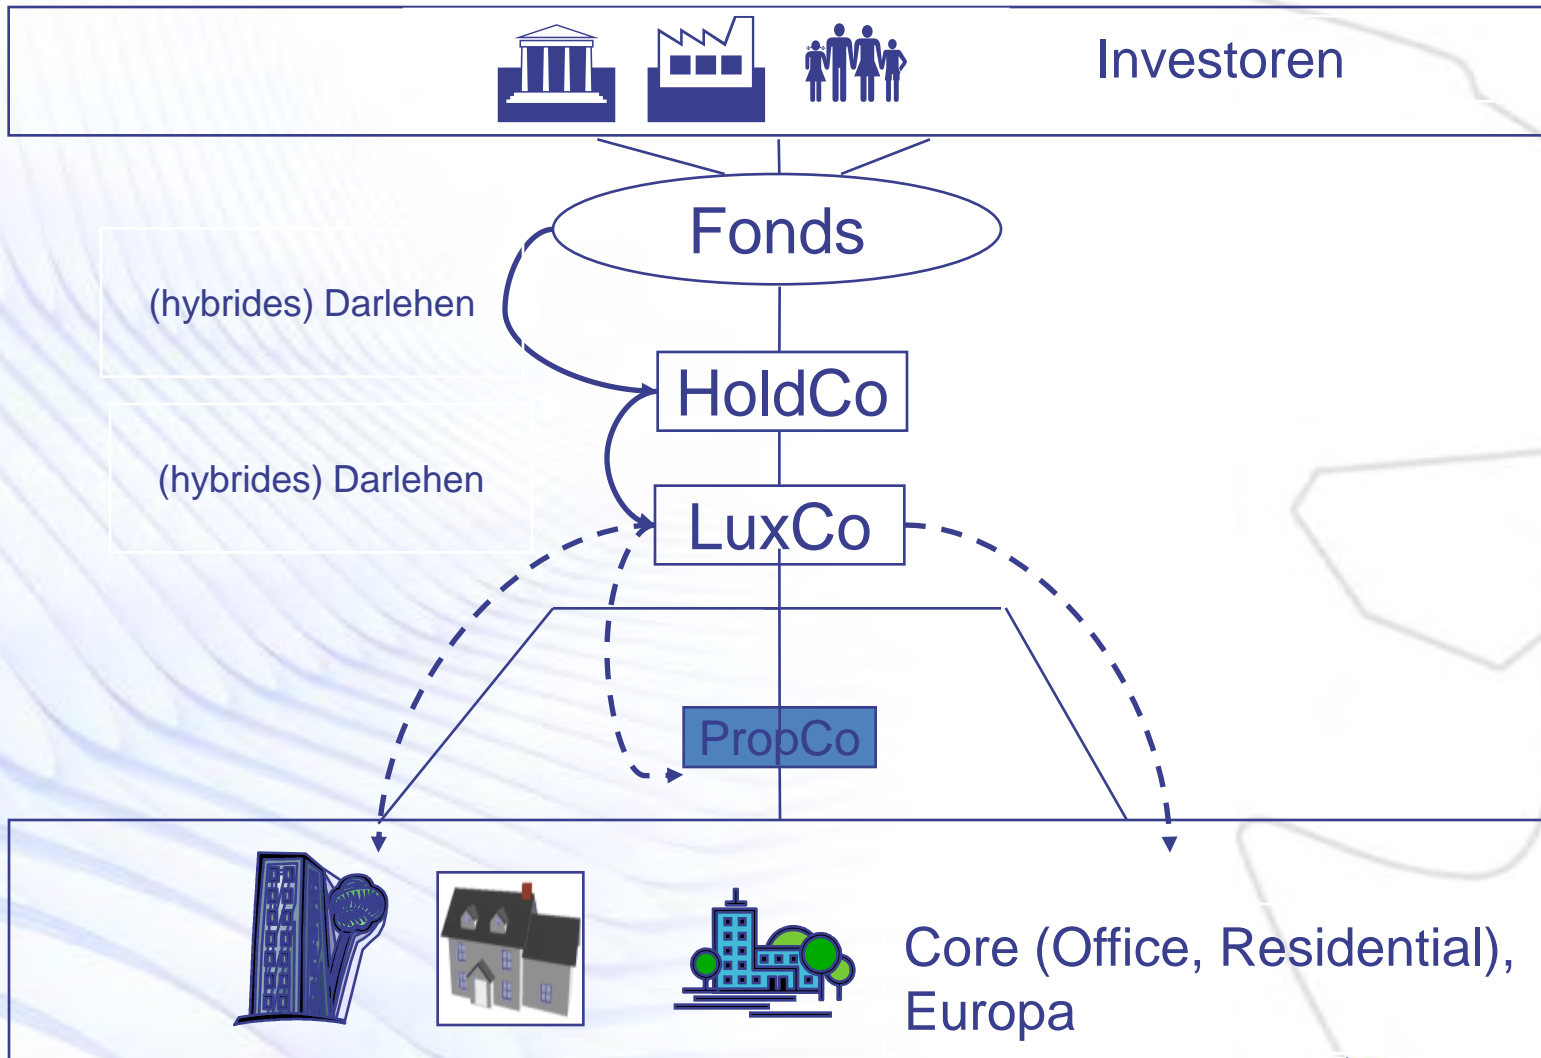 Investoren
Fonds
(hybrides) Darlehen
HoldCo
(hybrides) Darlehen
LuxCo
PropCo
Core (Office, Residential),
Europa